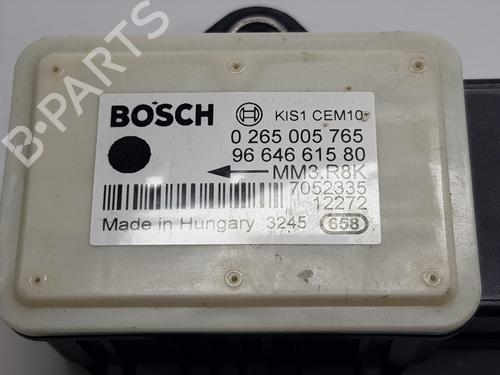 B-PARTS
BOSCH KIS1 CEM10
0 265 005 765
96 646 615 80
MM3.R8K
7052335
12272
Made in Hungary 3245 658